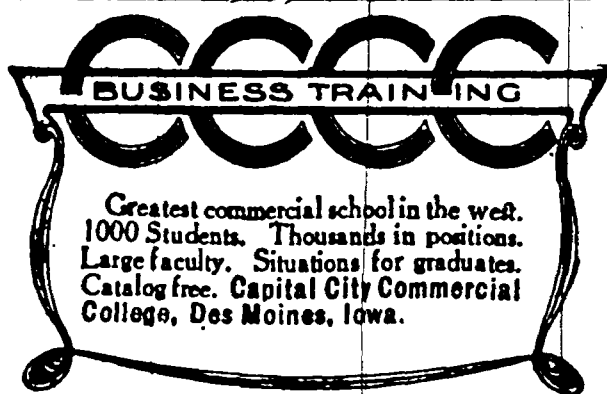 CCCC
BUSINESS TRAINING
Greatest commercial school in the west.
1000 Students. Thousands in positions.
Large faculty. Situations for graduates.
Catalog free. Capital City Commercial
College, Des Moines, Iowa.